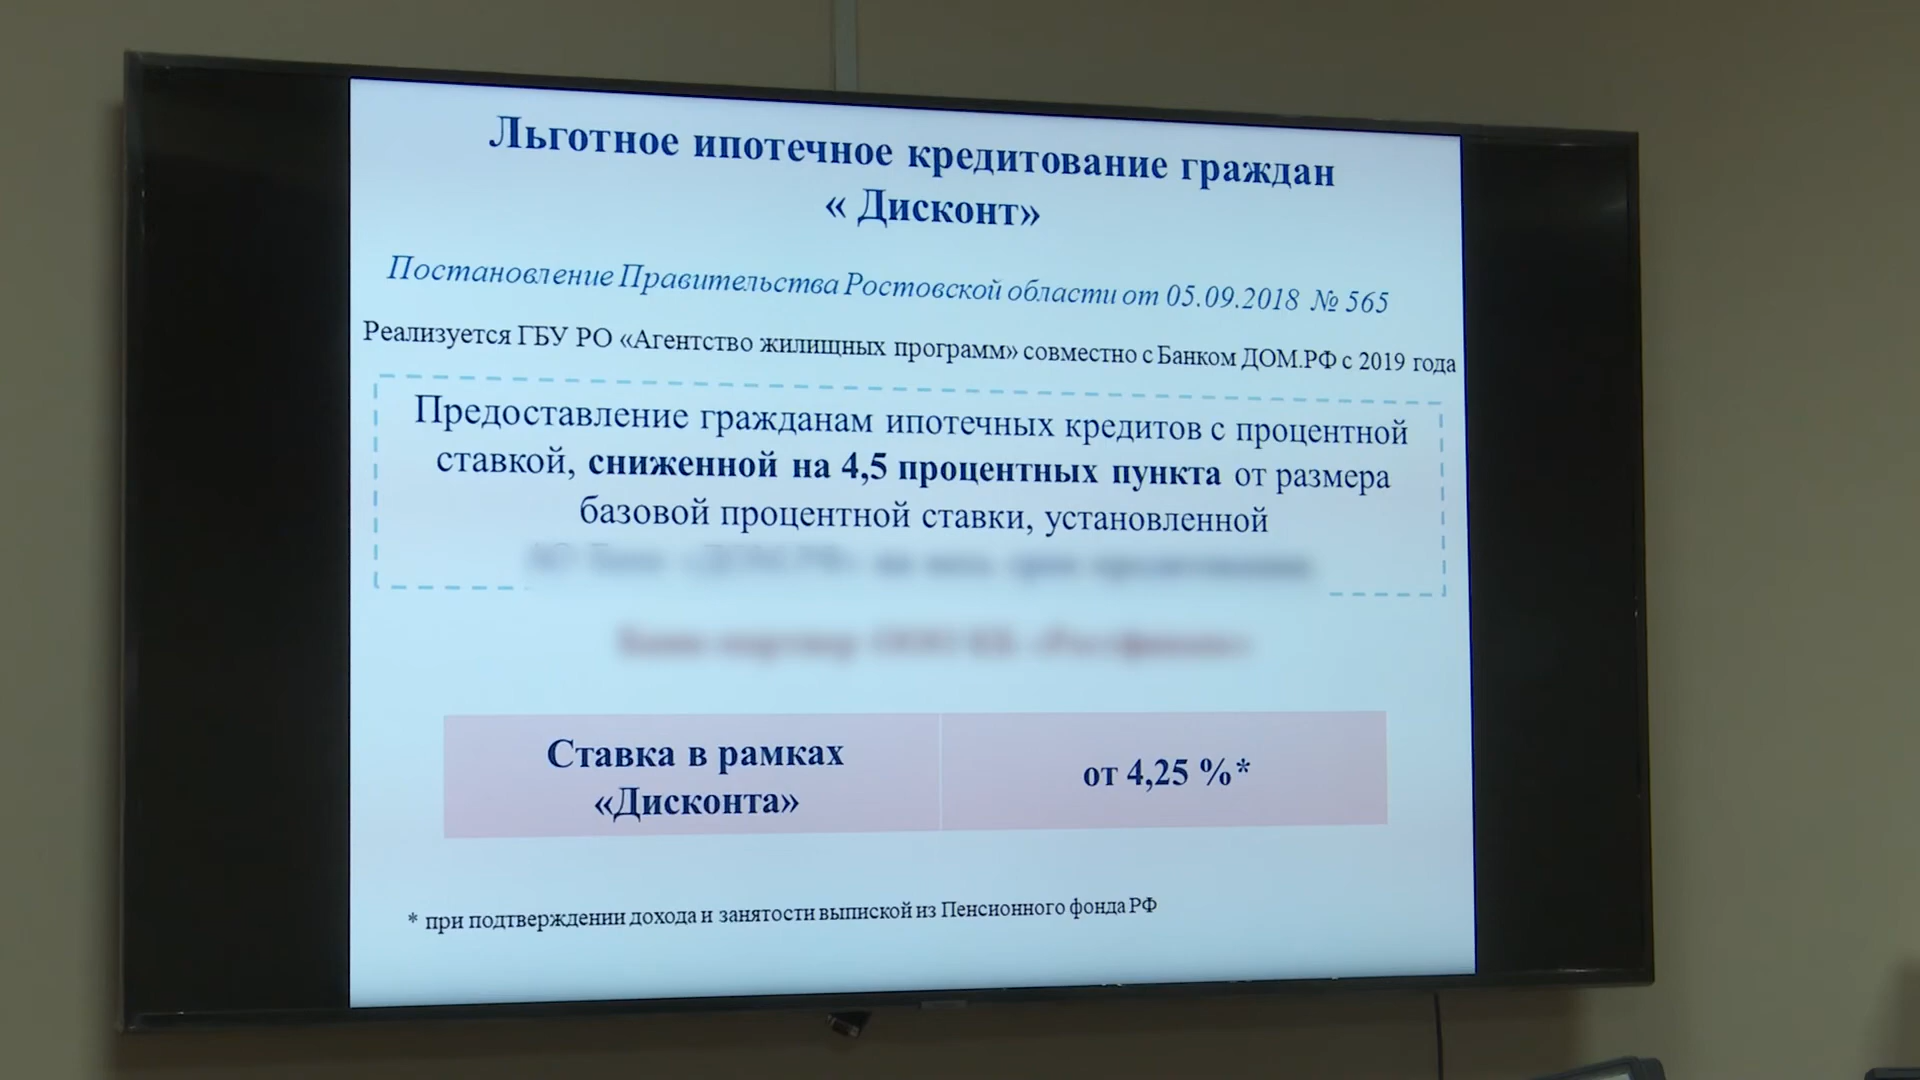 Льготное ипотечное кредитование граждан
« Дисконт»
Постановление Правительства Ростовской области от 05.09.2018 № 565
Реализуется ГБУ РО «Агентство жилищных программ» совместно с Банком ДОМ.РФ с 2019 года
Предоставление гражданам ипотечных кредитов с процентной
ставкой, сниженной на 4,5 процентных пункта от размера
базовой процентной ставки, установленной
Ставка в рамках
«Дисконта»
от 4,25 %*
* при подтверждении дохода и занятости выпиской из Пенсионного фонда РФ